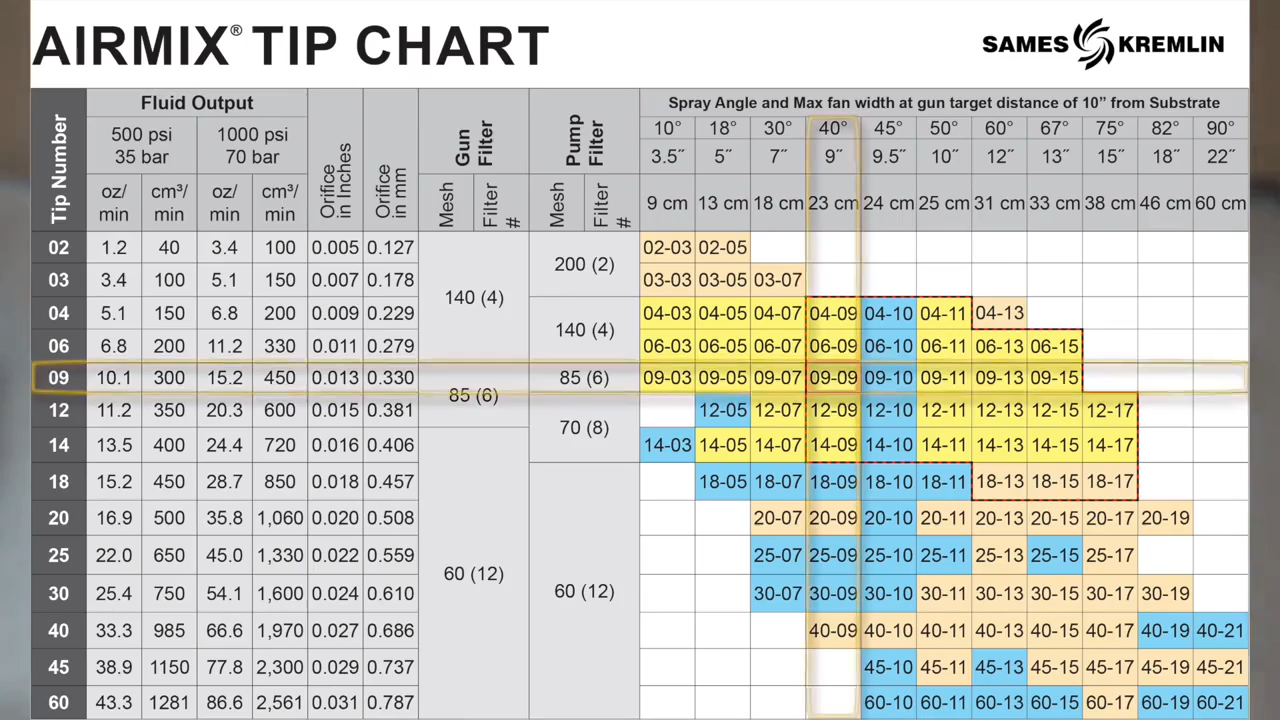 AIRMIX® TIP CHART
SAMES KREMLIN
Tip Number
Fluid Output
500 psi
35 bar
1000 psi
70 bar
oz/
min
cm³/
min
oz/
min
cm³/
min
Orifice
in Inches
Orifice
in mm
Gun
Filter
Mesh
Filter
#
Pump
Filter
Mesh
Filter
#
Spray Angle and Max fan width at gun target distance of 10” from Substrate
10° 18° 30° 40° 45° 50° 60° 67° 75° 82° 90°
3.5″ 5″ 7″ 9″ 9.5″ 10″ 12″ 13″ 15″ 18″ 22″
9 cm 13 cm 18 cm 23 cm 24 cm 25 cm 31 cm 33 cm 38 cm 46 cm 60 cm
02 1.2 40 3.4 100 0.005 0.127 02-03 02-05
200 (2)
03 3.4 100 5.1 150 0.007 0.178 03-03 03-05 03-07
140 (4)
04 5.1 150 6.8 200 0.009 0.229 04-03 04-05 04-07 04-09 04-10 04-11 04-13
140 (4)
06 6.8 200 11.2 330 0.011 0.279 06-03 06-05 06-07 06-09 06-10 06-11 06-13 06-15
09 10.1 300 15.2 450 0.013 0.330 85 (6) 09-03 09-05 09-07 09-09 09-10 09-11 09-13 09-15
85 (6)
12 11.2 350 20.3 600 0.015 0.381 12-05 12-07 12-09 12-10 12-11 12-12 12-15 12-17
70 (8)
14 13.5 400 24.4 720 0.016 0.406 14-03 14-05 14-07 14-09 14-10 14-11 14-13 14-15 14-17
18 15.2 450 28.7 850 0.018 0.457 18-05 18-07 18-09 18-10 18-11 18-13 18-15 18-17
20 16.9 500 35.8 1,060 0.020 0.508 20-07 20-09 20-10 20-11 20-13 20-15 20-17 20-19
25 22.0 650 45.0 1,330 0.022 0.559 25-07 25-09 25-10 25-11 25-13 25-15 25-17
60 (12) 60 (12)
30 25.4 750 54.1 1,600 0.024 0.610 30-07 30-09 30-10 30-11 30-13 30-15 30-17 30-19
40 33.3 985 66.6 1,970 0.027 0.686 40-09 40-10 40-11 40-13 40-15 40-17 40-19 40-21
45 38.9 1150 77.8 2,300 0.029 0.737 45-10 45-11 45-13 45-15 45-17 45-19 45-21
60 43.3 1281 86.6 2,561 0.031 0.787 60-10 60-11 60-13 60-15 60-17 60-19 60-21